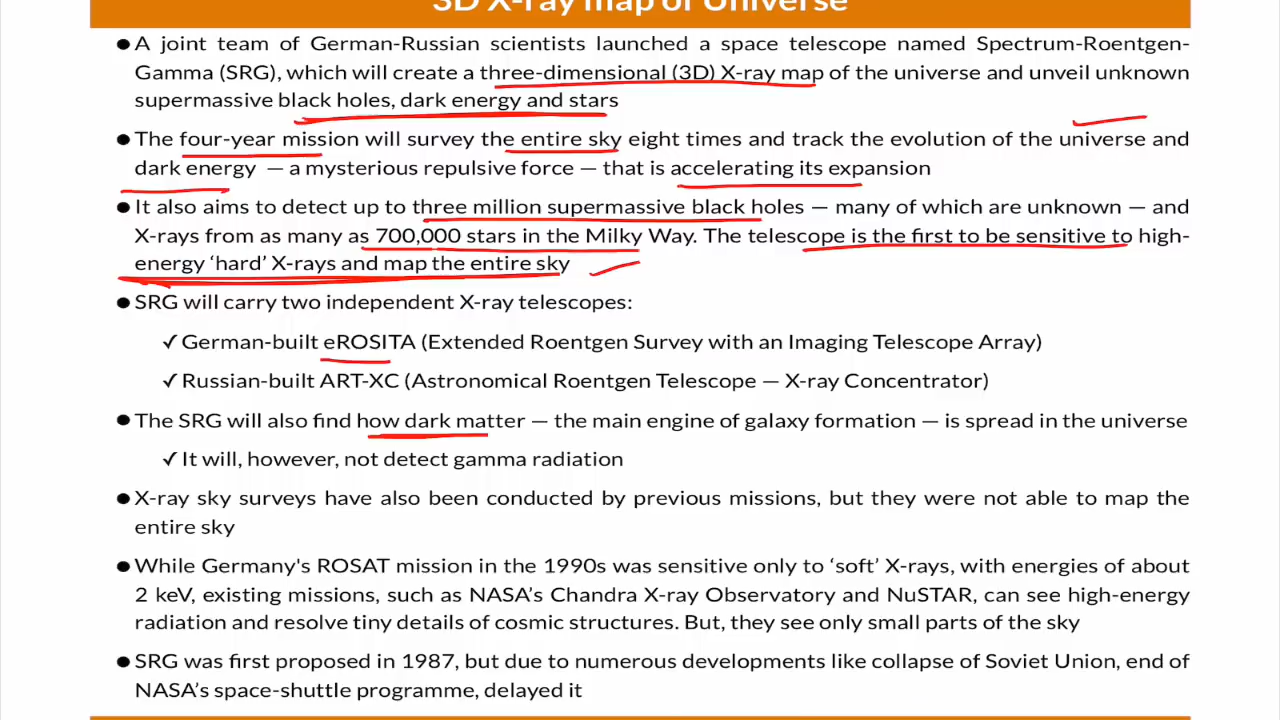 3D X-ray map of Universe
●A joint team of German-Russian scientists launched a space telescope named Spectrum-Roentgen-
Gamma (SRG), which will create a three-dimensional (3D) X-ray map of the universe and unveil unknown
supermassive black holes, dark energy and stars
●The four-year mission will survey the entire sky eight times and track the evolution of the universe and
dark energy — a mysterious repulsive force — that is accelerating its expansion
●It also aims to detect up to three million supermassive black holes — many of which are unknown — and
X-rays from as many as 700,000 stars in the Milky Way. The telescope is the first to be sensitive to high-
energy ‘hard’ X-rays and map the entire sky
●SRG will carry two independent X-ray telescopes:
✓German-built eROSITA (Extended Roentgen Survey with an Imaging Telescope Array)
✓Russian-built ART-XC (Astronomical Roentgen Telescope — X-ray Concentrator)
●The SRG will also find how dark matter — the main engine of galaxy formation — is spread in the universe
✓It will, however, not detect gamma radiation
●X-ray sky surveys have also been conducted by previous missions, but they were not able to map the
entire sky
●While Germany's ROSAT mission in the 1990s was sensitive only to ‘soft’ X-rays, with energies of about
2 keV, existing missions, such as NASA’s Chandra X-ray Observatory and NuSTAR, can see high-energy
radiation and resolve tiny details of cosmic structures. But, they see only small parts of the sky
●SRG was first proposed in 1987, but due to numerous developments like collapse of Soviet Union, end of
NASA’s space-shuttle programme, delayed it